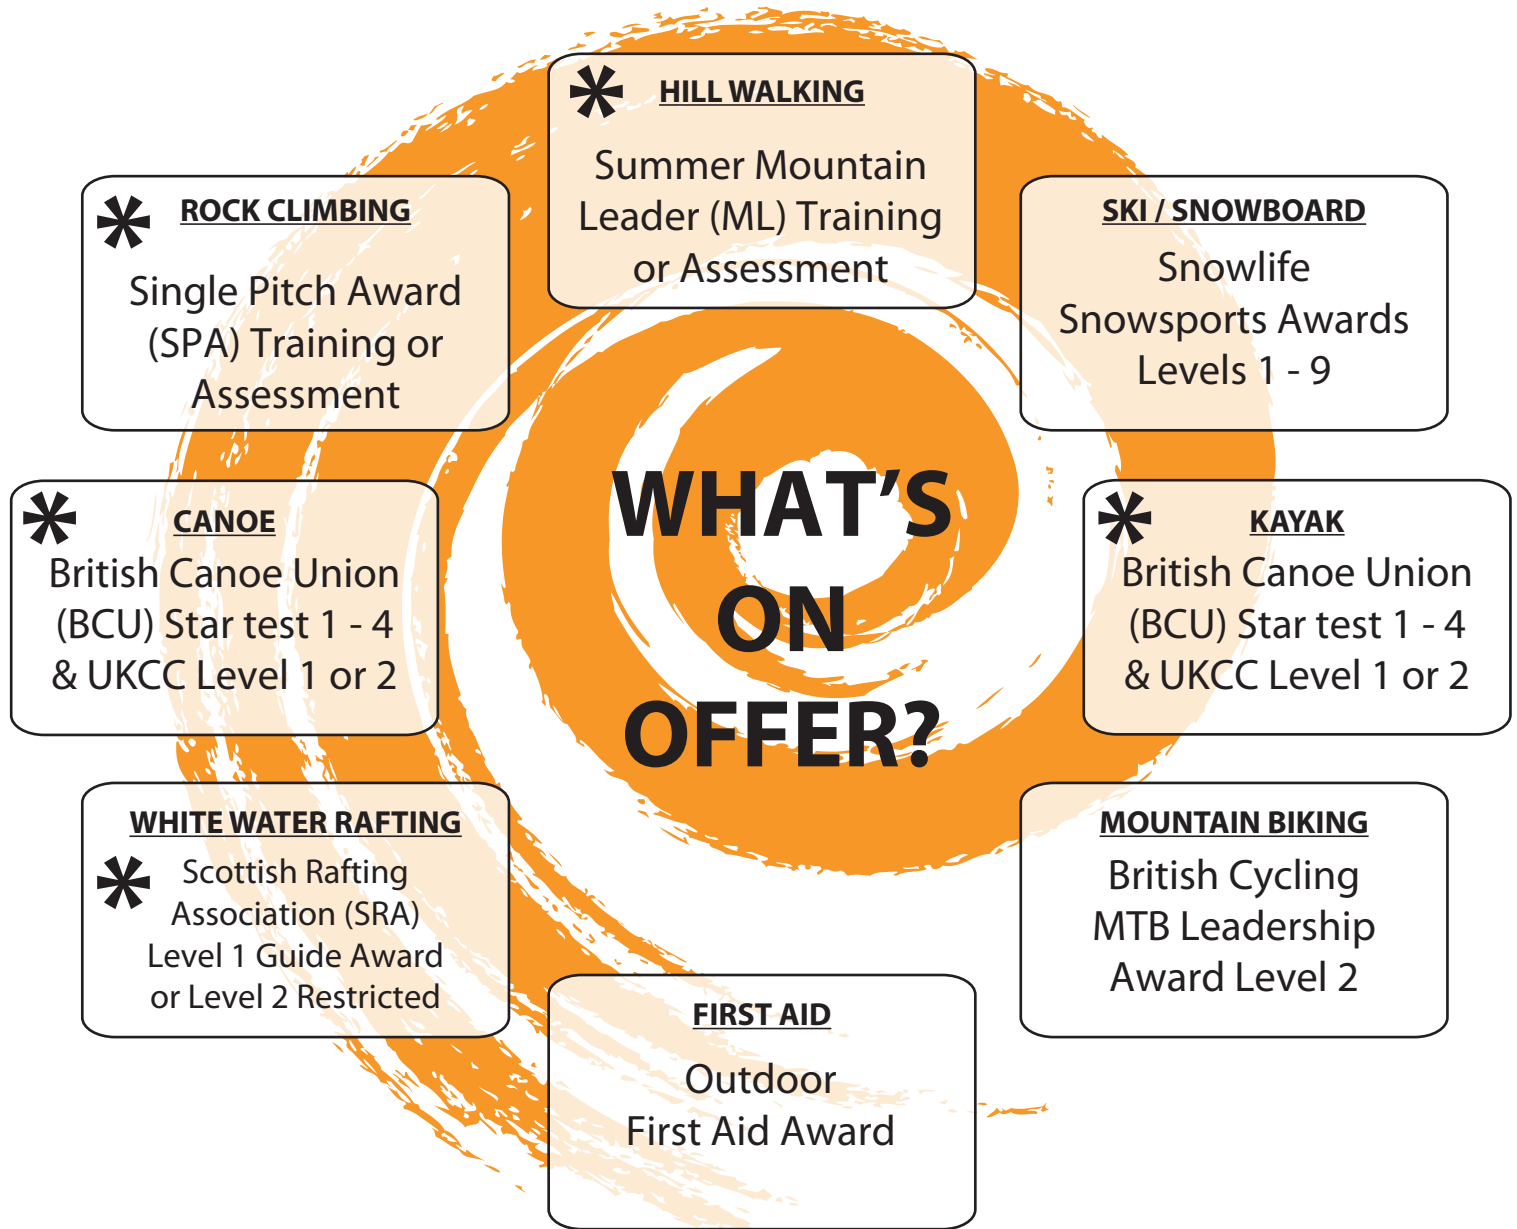 HILL WALKING
Summer Mountain
Leader (ML) Training
or Assessment
ROCK CLIMBING
Single Pitch Award
(SPA) Training or
Assessment
SKI / SNOWBOARD
Snowlife
Snowsports Awards
Levels 1 - 9
WHAT'S
ON
OFFER?
CANOE
British Canoe Union
(BCU) Star test 1 - 4
& UKCC Level 1 or 2
KAYAK
British Canoe Union
(BCU) Star test 1 - 4
& UKCC Level 1 or 2
WHITE WATER RAFTING
Scottish Rafting
Association (SRA)
Level 1 Guide Award
or Level 2 Restricted
MOUNTAIN BIKING
British Cycling
MTB Leadership
Award Level 2
FIRST AID
Outdoor
First Aid Award